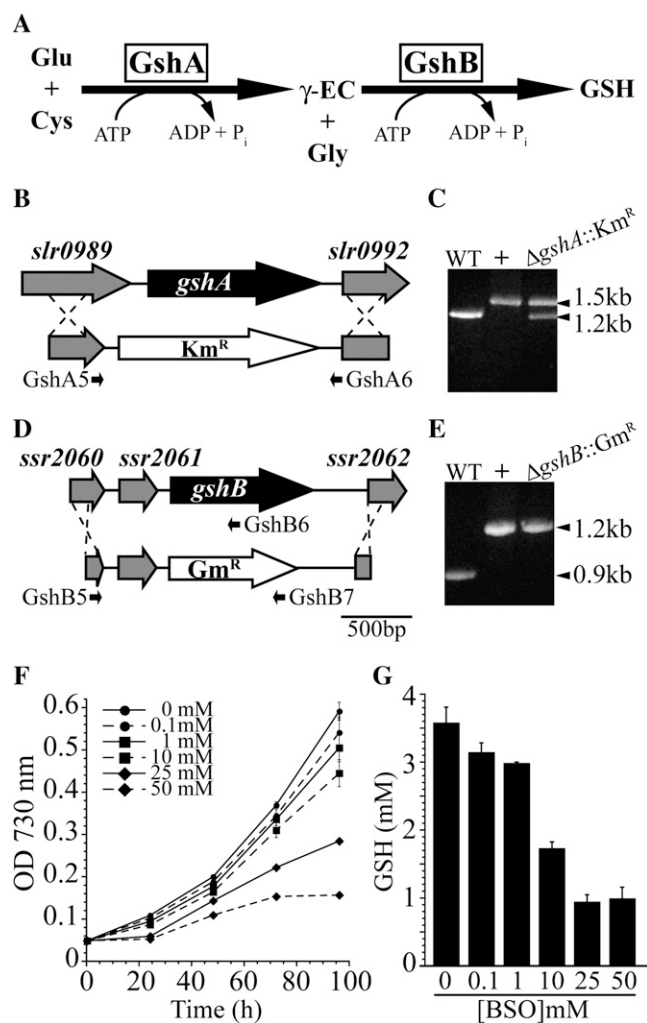 A
Glu + Cys
GshA
ATP
ADP + Pi
γ-EC + Gly
GshB
ATP
ADP + Pi
GSH
B
slr0989
slr0992
gshA
Km^R
GshA5
GshA6
C
WT + ΔgshA::Km^R
1.5kb
1.2kb
D
ssr2060 ssr2061 ssr2062
gshB
GshB6
Gm^R
GshB5
GshB7
500bp
E
WT + ΔgshB::Gm^R
1.2kb
0.9kb
F
0 mM
0.1mM
1 mM
10 mM
25 mM
50 mM
0.6
0.5
0.4
0.3
0.2
0.1
0
OD 730 nm
0 20 40 60 80 100
Time (h)
G
4
3
2
1
0
GSH (mM)
0 0.1 1 10 25 50
[BSO]mM